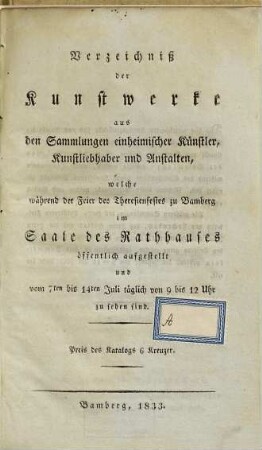 Verzeichniß
der
Kunstwerke
aus
den Sammlungen einheimischer Künstler,
Kunstliebhaber und Anstalten,
welche
während der Feier des Theresienfestes zu Bamberg
im
Saale des Rathhauses
öffentlich aufgestellt
und
vom 7ten bis 14ten Juli täglich von 9 bis 12 Uhr
zu sehen sind.
A
Preis des Katalogs 6 Kreuzer.
Bamberg, 1833.